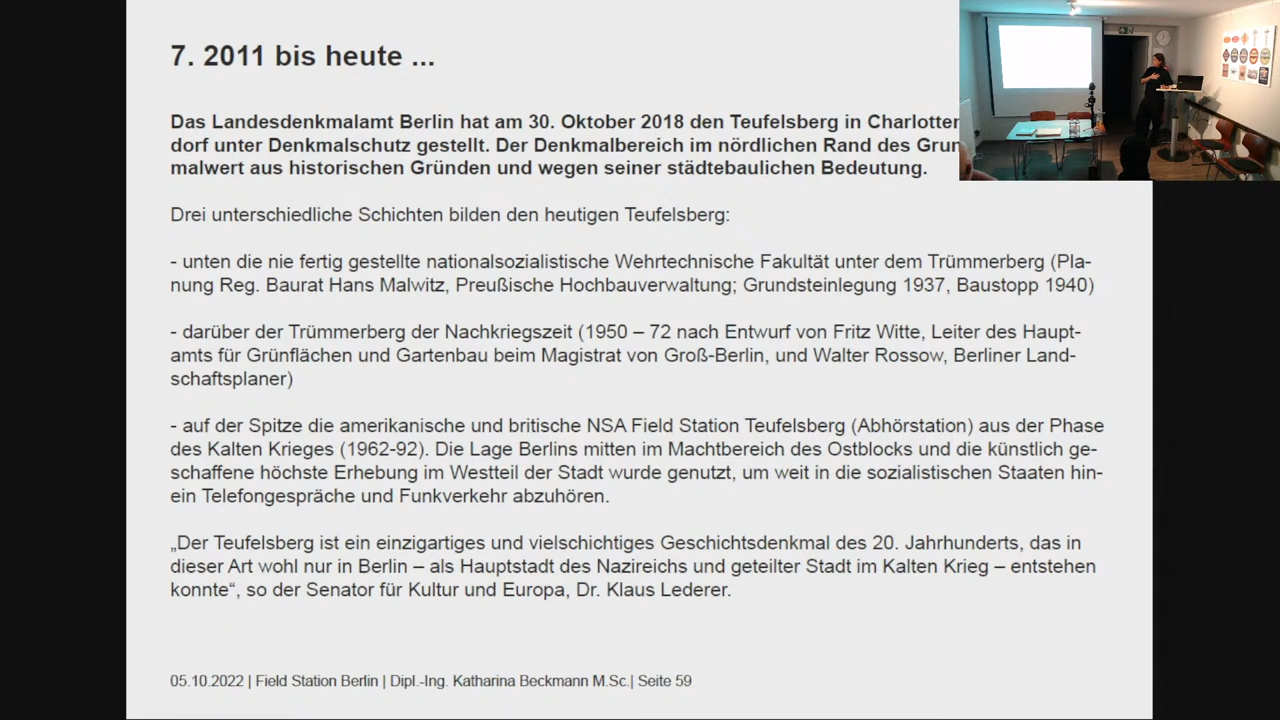 7. 2011 bis heute ...
Das Landesdenkmalamt Berlin hat am 30. Oktober 2018 den Teufelsberg in
dorf unter Denkmalschutz gestellt. Der Denkmalbereich im nördlichen Rand des
malwert aus historischen Gründen und wegen seiner städtebaulichen Bedeutung.
Drei unterschiedliche Schichten bilden den heutigen Teufelsberg:
- unten die nie fertig gestellte nationalsozialistische Wehrtechnische Fakultät unter dem Trümmerberg (Pla-
nung Reg. Baurat Hans Malwitz, Preußische Hochbauverwaltung; Grundsteinlegung 1937, Baustopp 1940)
- darüber der Trümmerberg der Nachkriegszeit (1950 – 72 nach Entwurf von Fritz Witte, Leiter des Haupt-
amts für Grünflächen und Gartenbau beim Magistrat von Groß-Berlin, und Walter Rossow, Berliner Land-
schaftsplaner)
- auf der Spitze die amerikanische und britische NSA Field Station Teufelsberg (Abhörstation) aus der Phase
des Kalten Krieges (1962-92). Die Lage Berlins mitten im Machtbereich des Ostblocks und die künstlich ge-
schaffene höchste Erhebung im Westteil der Stadt wurde genutzt, um weit in die sozialistischen Staaten hin-
ein Telefongespräche und Funkverkehr abzuhören.
„Der Teufelsberg ist ein einzigartiges und vielschichtiges Geschichtsdenkmal des 20. Jahrhunderts, das in
dieser Art wohl nur in Berlin – als Hauptstadt des Nazireichs und geteilter Stadt im Kalten Krieg – entstehen
konnte“, so der Senator für Kultur und Europa, Dr. Klaus Lederer.
05.10.2022 | Field Station Berlin | Dipl.-Ing. Katharina Beckmann M.Sc.| Seite 59